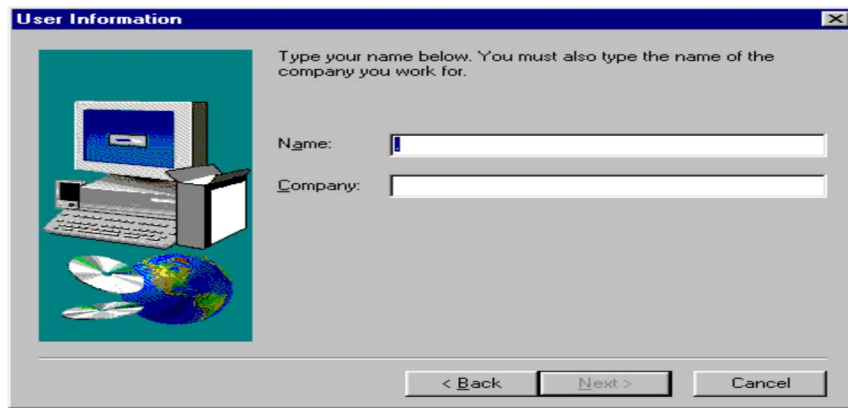 User Information
Type your name below. You must also type the name of the
company you work for.
Name:
.
Company:
< Back
Next >
Cancel